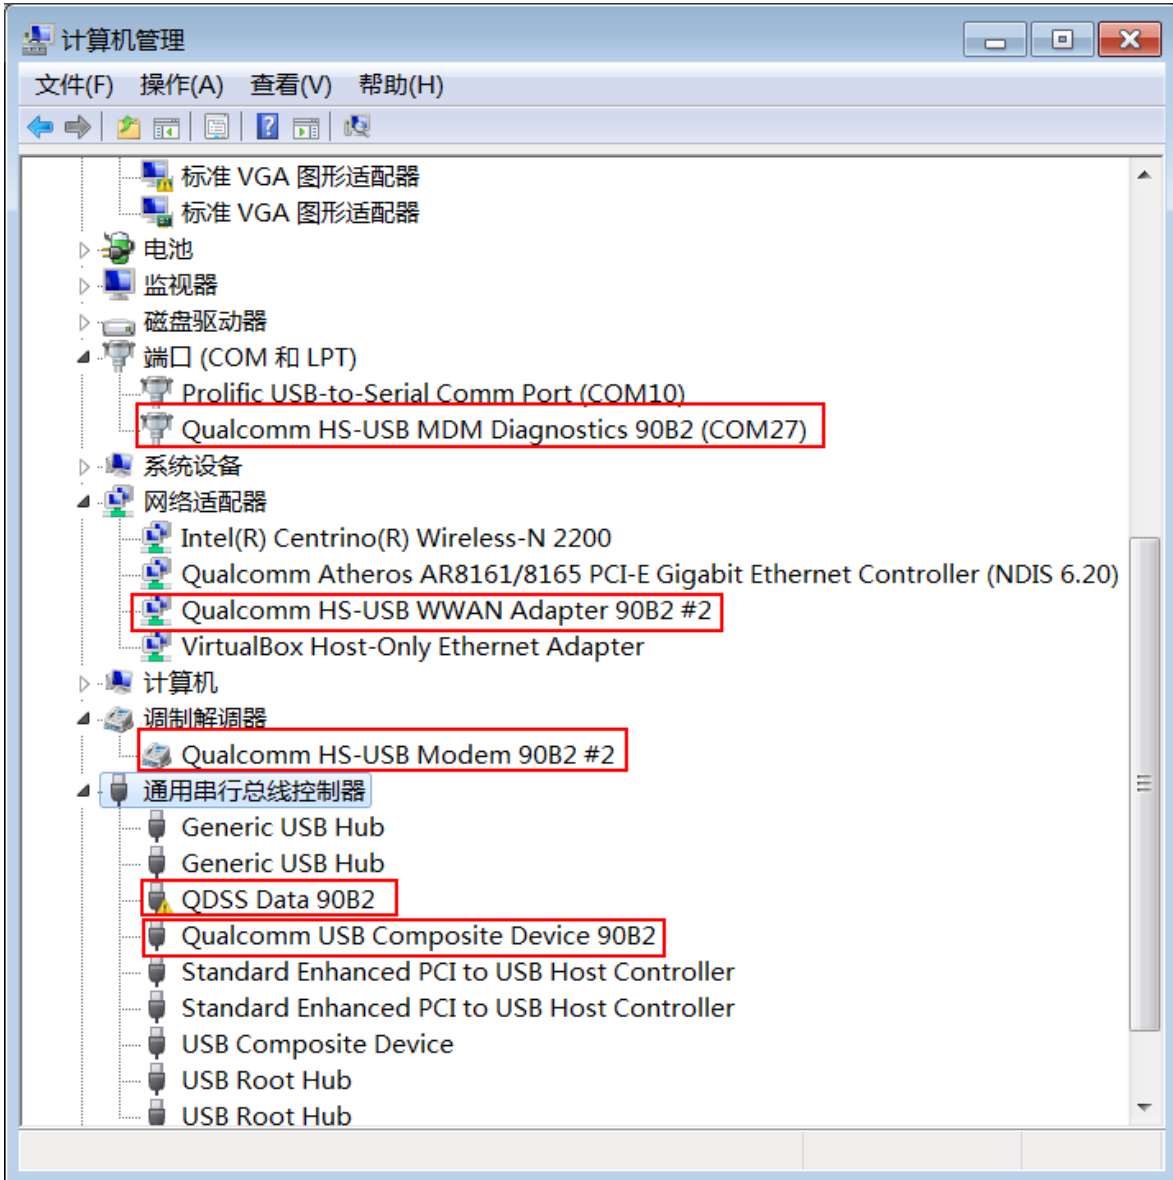 计算机管理
文件(F) 操作(A) 查看(V) 帮助(H)
标准 VGA 图形适配器
标准 VGA 图形适配器
电池
监视器
磁盘驱动器
端口 (COM 和 LPT)
Prolific USB-to-Serial Comm Port (COM10)
Qualcomm HS-USB MDM Diagnostics 90B2 (COM27)
系统设备
网络适配器
Intel(R) Centrino(R) Wireless-N 2200
Qualcomm Atheros AR8161/8165 PCI-E Gigabit Ethernet Controller (NDIS 6.20)
Qualcomm HS-USB WWAN Adapter 90B2 #2
VirtualBox Host-Only Ethernet Adapter
计算机
调制解调器
Qualcomm HS-USB Modem 90B2 #2
通用串行总线控制器
Generic USB Hub
Generic USB Hub
QDSS Data 90B2
Qualcomm USB Composite Device 90B2
Standard Enhanced PCI to USB Host Controller
Standard Enhanced PCI to USB Host Controller
USB Composite Device
USB Root Hub
USB Root Hub